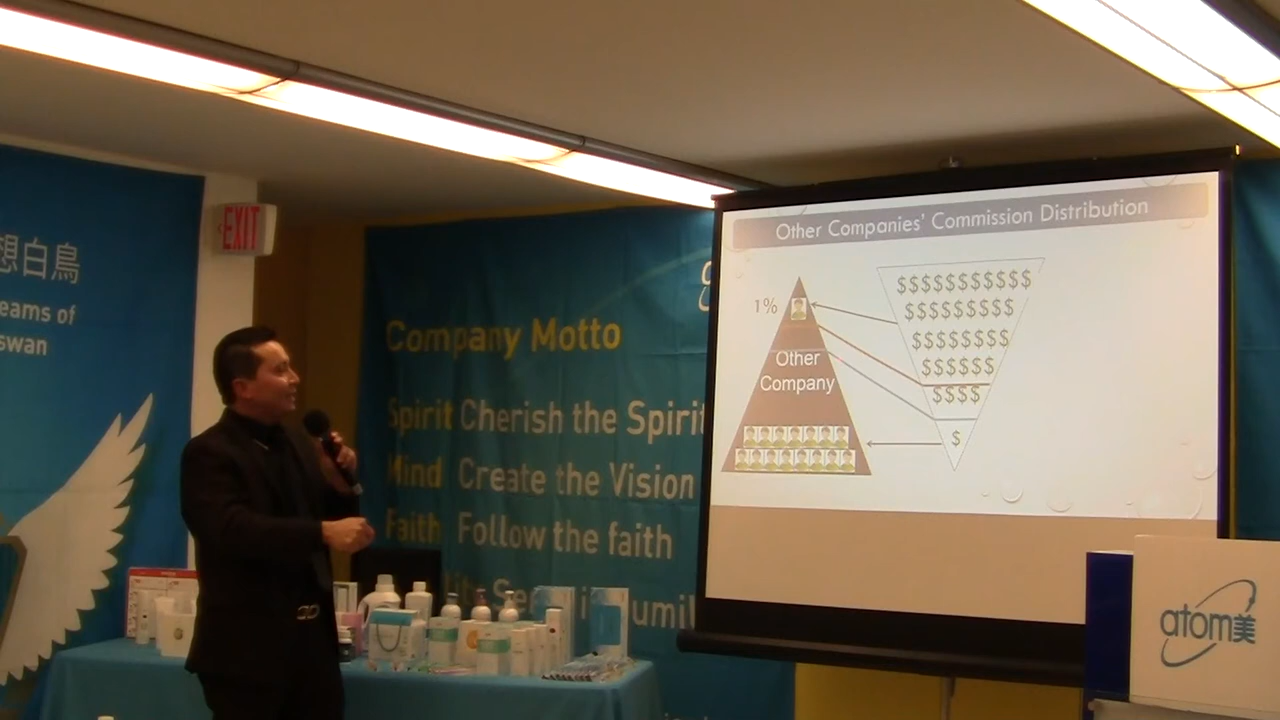 EXIT
想白鳥
eams of
swan
Company Motto
Spirit Cherish the Spirit
Mind Create the Vision
Faith Follow the faith
Other Companies' Commission Distribution
1%
Other
Company
$$$$$$$$$$$
$$$$$$$$$
$$$$$$$$
$$$$$$
$$$$
$
atom美